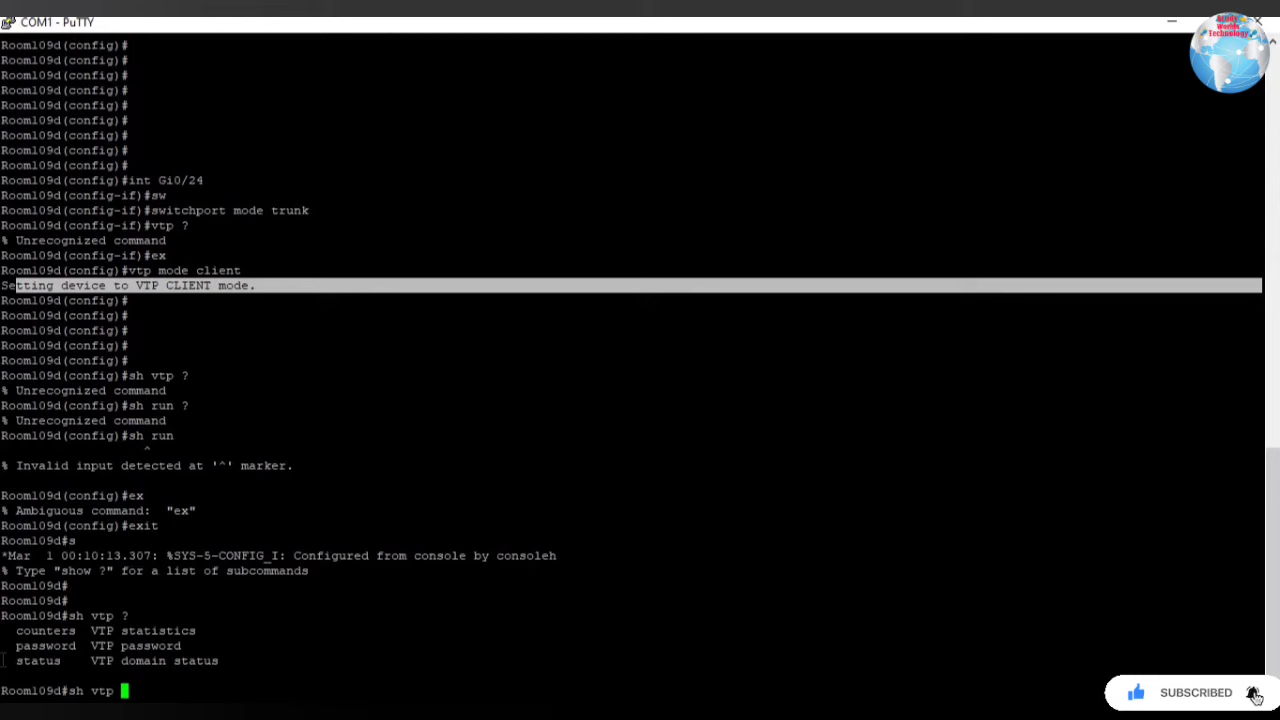 COM1 - PuTTY
Study Worlds Technology
Room109d(config)#
Room109d(config)#
Room109d(config)#
Room109d(config)#
Room109d(config)#
Room109d(config)#
Room109d(config)#
Room109d(config)#
Room109d(config)#
Room109d(config)#int Gi0/24
Room109d(config-if)#sw
Room109d(config-if)#switchport mode trunk
Room109d(config-if)#vtp ?
% Unrecognized command
Room109d(config-if)#ex
Room109d(config)#vtp mode client
Setting device to VTP CLIENT mode.
Room109d(config)#
Room109d(config)#
Room109d(config)#
Room109d(config)#
Room109d(config)#
Room109d(config)#sh vtp ?
% Unrecognized command
Room109d(config)#sh run ?
% Unrecognized command
Room109d(config)#sh run
^
% Invalid input detected at '^' marker.
Room109d(config)#ex
% Ambiguous command:  "ex"
Room109d(config)#exit
Room109d#s
*Mar  1 00:10:13.307: %SYS-5-CONFIG_I: Configured from console by consoleh
% Type "show ?" for a list of subcommands
Room109d#
Room109d#
Room109d#sh vtp ?
counters  VTP statistics
password  VTP password
status    VTP domain status
Room109d#sh vtp
SUBSCRIBED